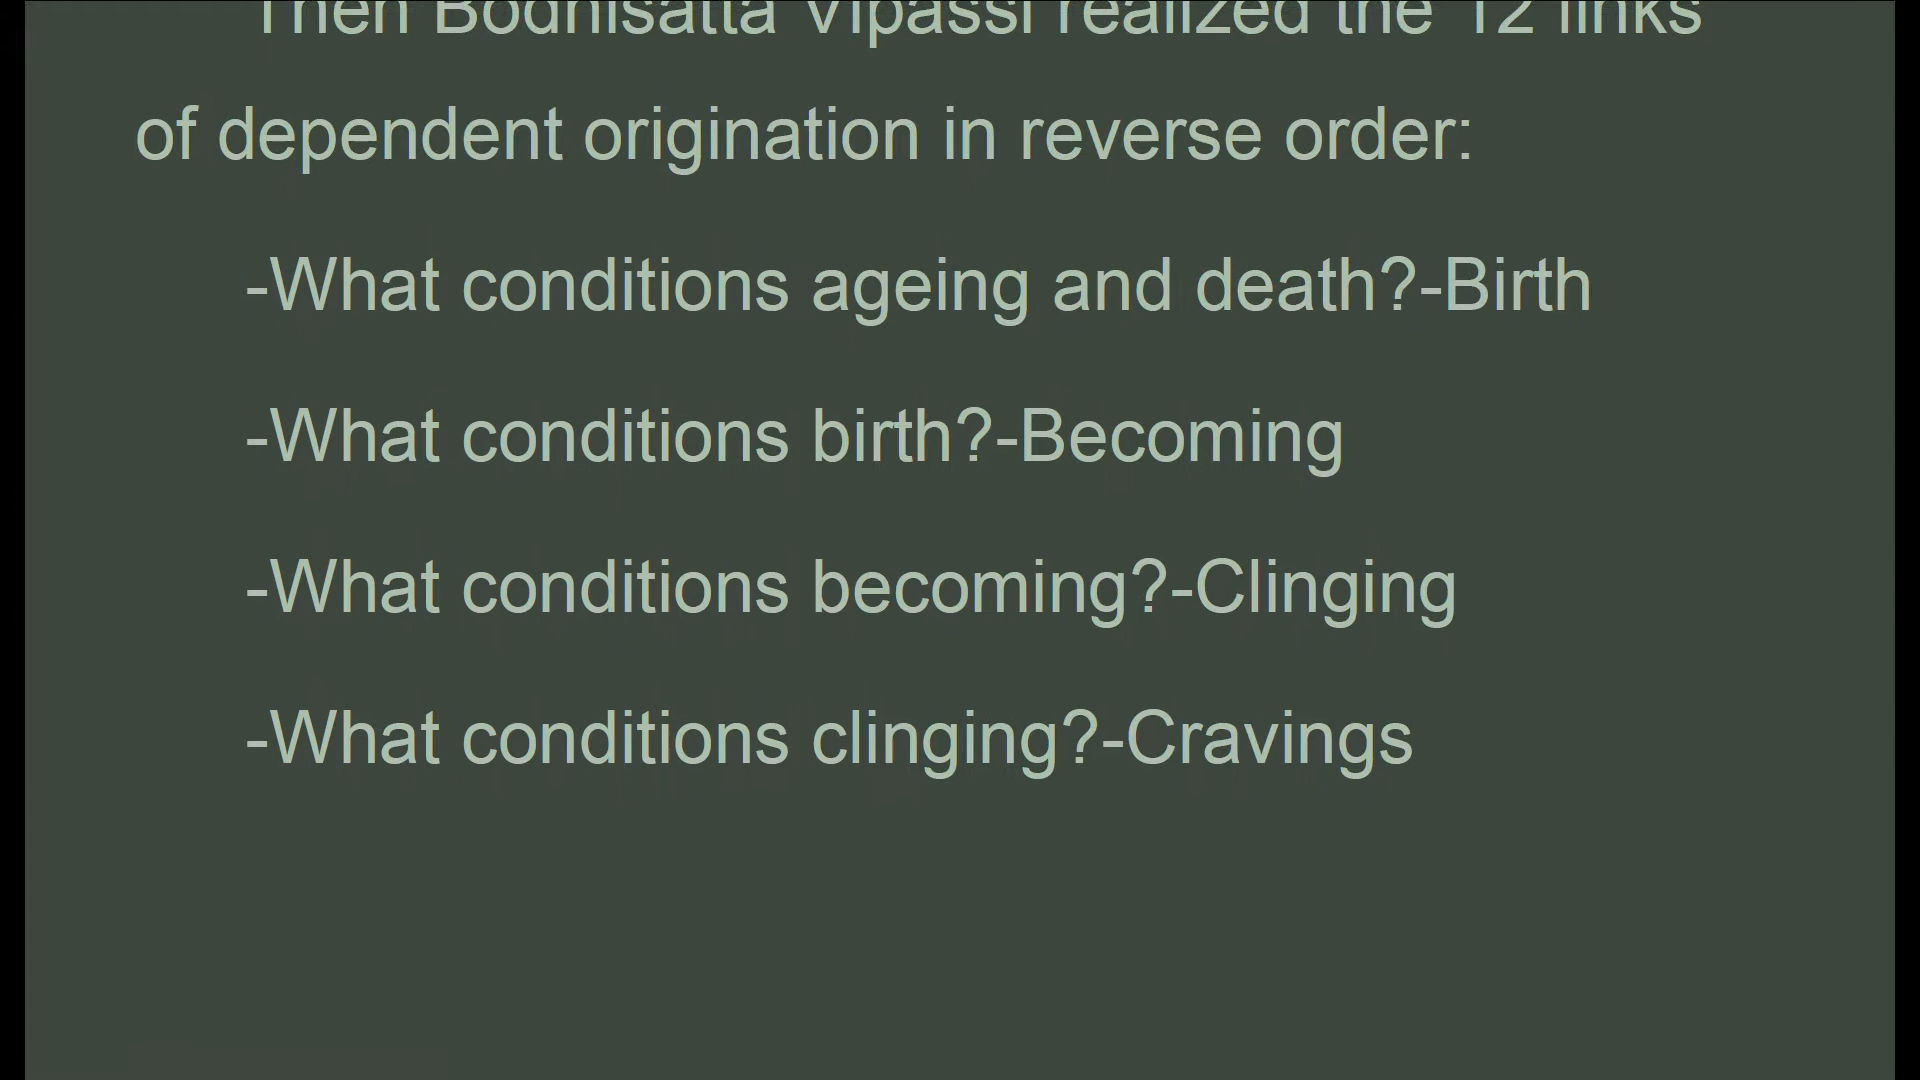 Then Bodhisatta Vipassi realized the 12 links
of dependent origination in reverse order:
-What conditions ageing and death?-Birth
-What conditions birth?-Becoming
-What conditions becoming?-Clinging
-What conditions clinging?-Cravings